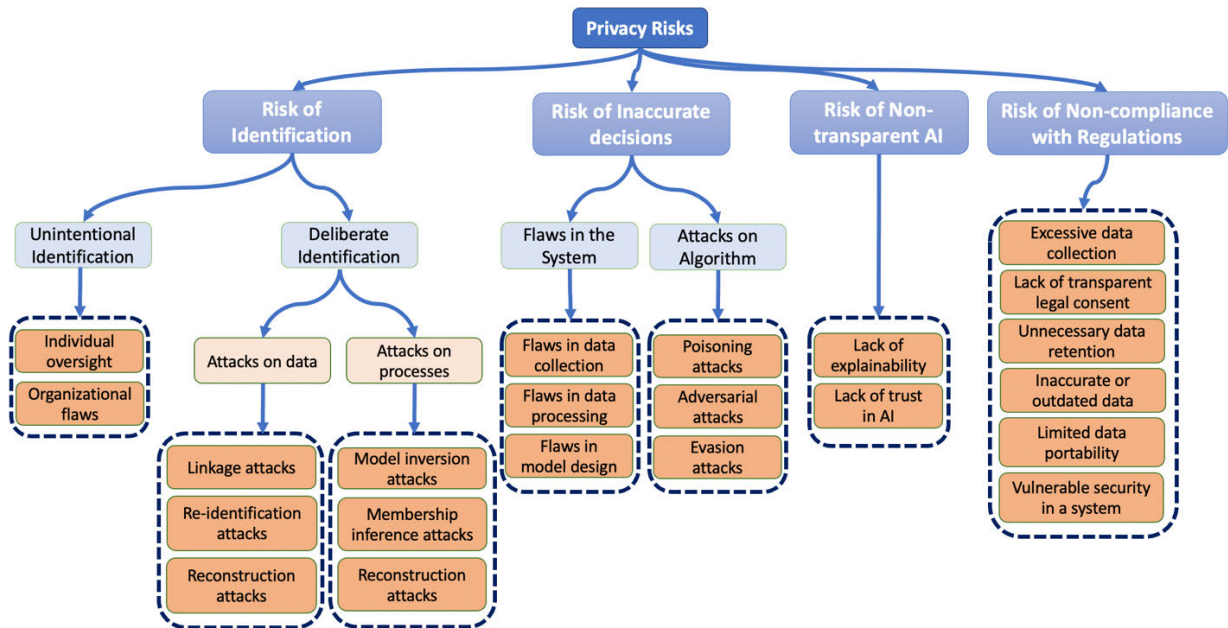 Privacy Risks
Risk of
Identification
Risk of Inaccurate
decisions
Risk of Non-
transparent AI
Risk of Non-compliance
with Regulations
Unintentional
Identification
Deliberate
Identification
Flaws in the
System
Attacks on
Algorithm
Individual
oversight
Organizational
flaws
Attacks on data
Attacks on
processes
Linkage attacks
Re-identification
attacks
Reconstruction
attacks
Model inversion
attacks
Membership
inference attacks
Reconstruction
attacks
Flaws in data
collection
Flaws in data
processing
Flaws in
model design
Poisoning
attacks
Adversarial
attacks
Evasion
attacks
Lack of
explainability
Lack of trust
in AI
Excessive data
collection
Lack of transparent
legal consent
Unnecessary data
retention
Inaccurate or
outdated data
Limited data
portability
Vulnerable security
in a system